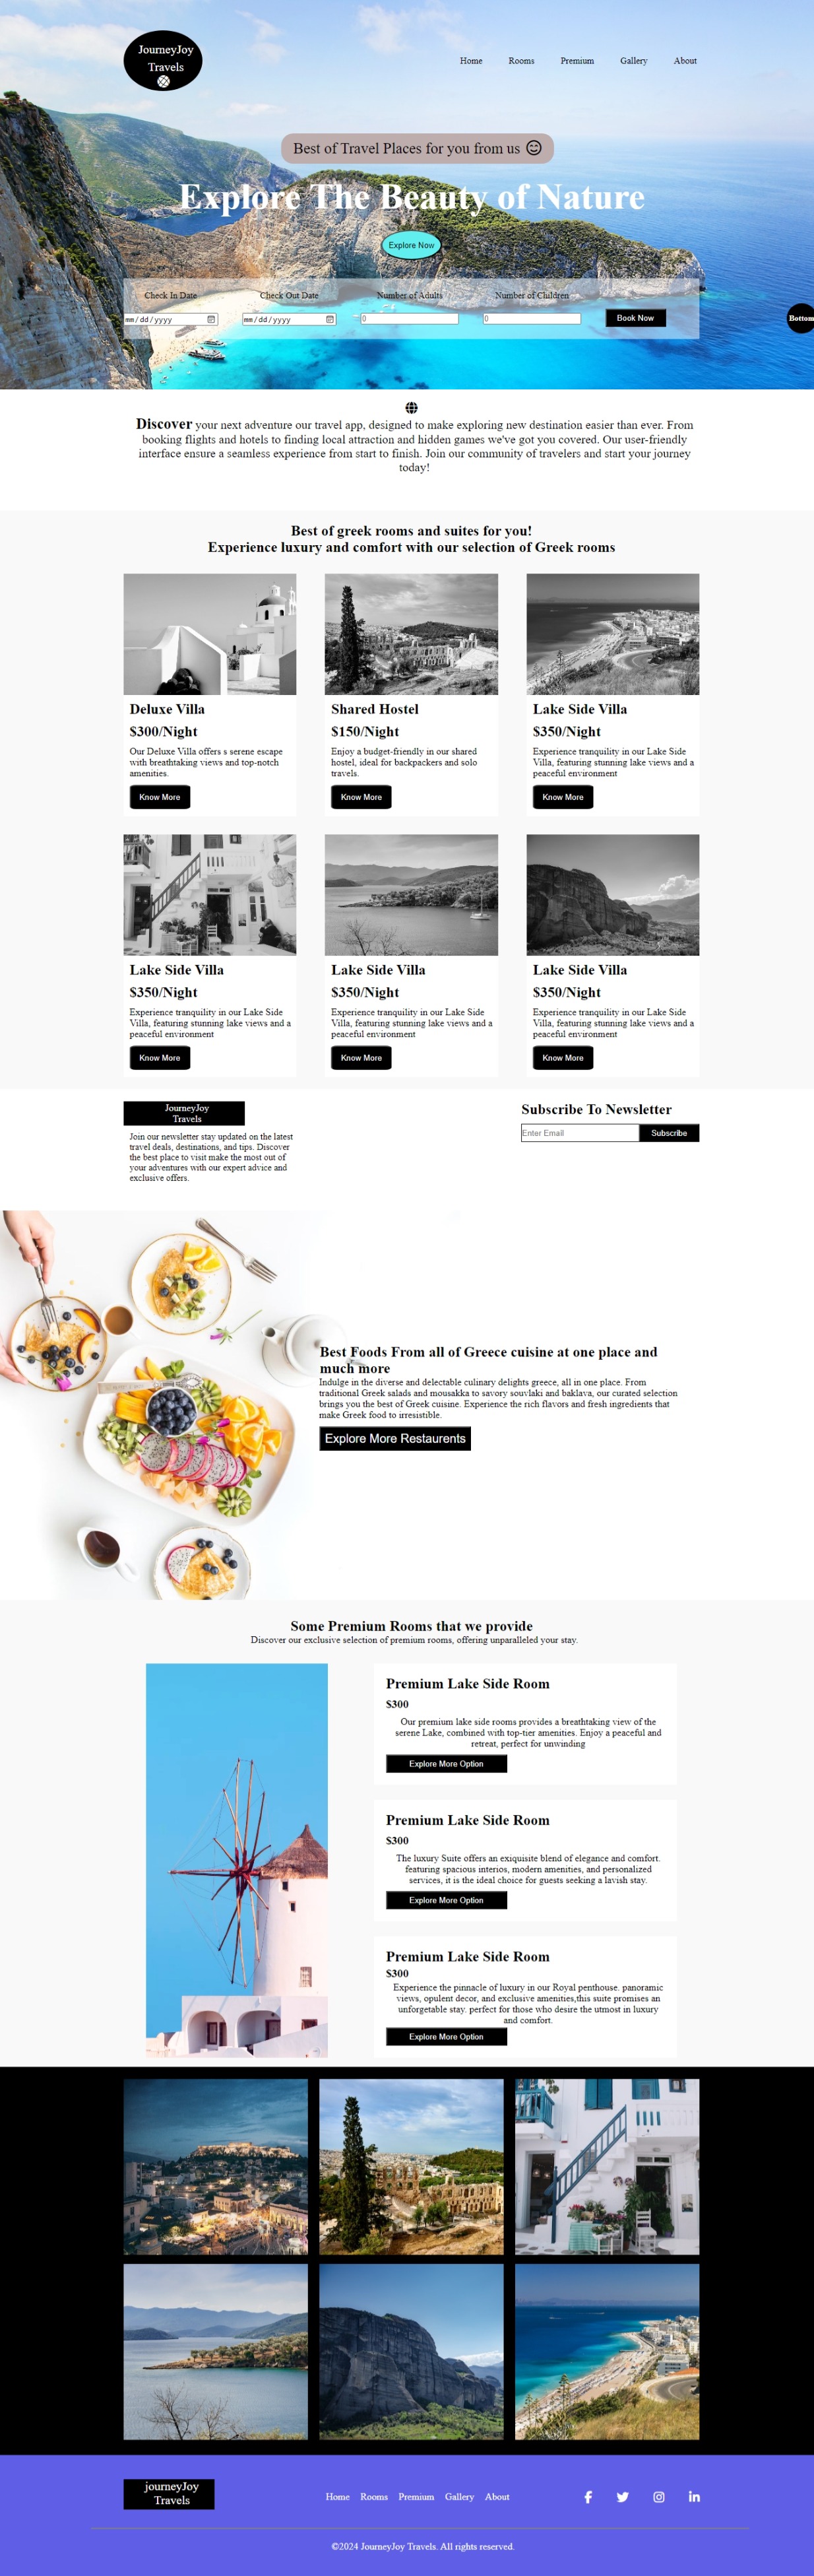 JourneyJoy
Travels
Home Rooms Premium Gallery About
Best of Travel Places for you from us
Explore The Beauty of Nature
Explore Now
Check In Date Check Out Date Number of Adults Number of Children
mm/dd/yyyy mm/dd/yyyy 0 0 Book Now
Bottom
Discover your next adventure our travel app, designed to make exploring new destination easier than ever. From
booking flights and hotels to finding local attraction and hidden games we've got you covered. Our user-friendly
interface ensure a seamless experience from start to finish. Join our community of travelers and start your journey
today!
Best of greek rooms and suites for you!
Experience luxury and comfort with our selection of Greek rooms
Deluxe Villa
$300/Night
Our Deluxe Villa offers s serene escape
with breathtaking views and top-notch
amenities.
Know More
Shared Hostel
$150/Night
Enjoy a budget-friendly in our shared
hostel, ideal for backpackers and solo
travels.
Know More
Lake Side Villa
$350/Night
Experience tranquility in our Lake Side
Villa, featuring stunning lake views and a
peaceful environment
Know More
Lake Side Villa
$350/Night
Experience tranquility in our Lake Side
Villa, featuring stunning lake views and a
peaceful environment
Know More
Lake Side Villa
$350/Night
Experience tranquility in our Lake Side
Villa, featuring stunning lake views and a
peaceful environment
Know More
Lake Side Villa
$350/Night
Experience tranquility in our Lake Side
Villa, featuring stunning lake views and a
peaceful environment
Know More
JourneyJoy
Travels
Join our newsletter stay updated on the latest
travel deals, destinations, and tips. Discover
the best place to visit make the most out of
your adventures with our expert advice and
exclusive offers.
Subscribe To Newsletter
Enter Email Subscribe
Best Foods From all of Greece cuisine at one place and
much more
Indulge in the diverse and delectable culinary delights greece, all in one place. From
traditional Greek salads and mousakka to savory souvlaki and baklava, our curated selection
brings you the best of Greek cuisine. Experience the rich flavors and fresh ingredients that
make Greek food to irresistible.
Explore More Restaurents
Some Premium Rooms that we provide
Discover our exclusive selection of premium rooms, offering unparalleled your stay.
Premium Lake Side Room
$300
Our premium lake side rooms provides a breathtaking view of the
serene Lake, combined with top-tier amenities. Enjoy a peaceful and
retreat, perfect for unwinding
Explore More Option
Premium Lake Side Room
$300
The luxury Suite offers an exiquisite blend of elegance and comfort.
featuring spacious interios, modern amenities, and personalized
services, it is the ideal choice for guests seeking a lavish stay.
Explore More Option
Premium Lake Side Room
$300
Experience the pinnacle of luxury in our Royal penthouse. panoramic
views, opulent decor, and exclusive amenities,this suite promises an
unforgetable stay. perfect for those who desire the utmost in luxury
and comfort.
Explore More Option
journeyJoy
Travels
Home Rooms Premium Gallery About
©2024 JourneyJoy Travels. All rights reserved.